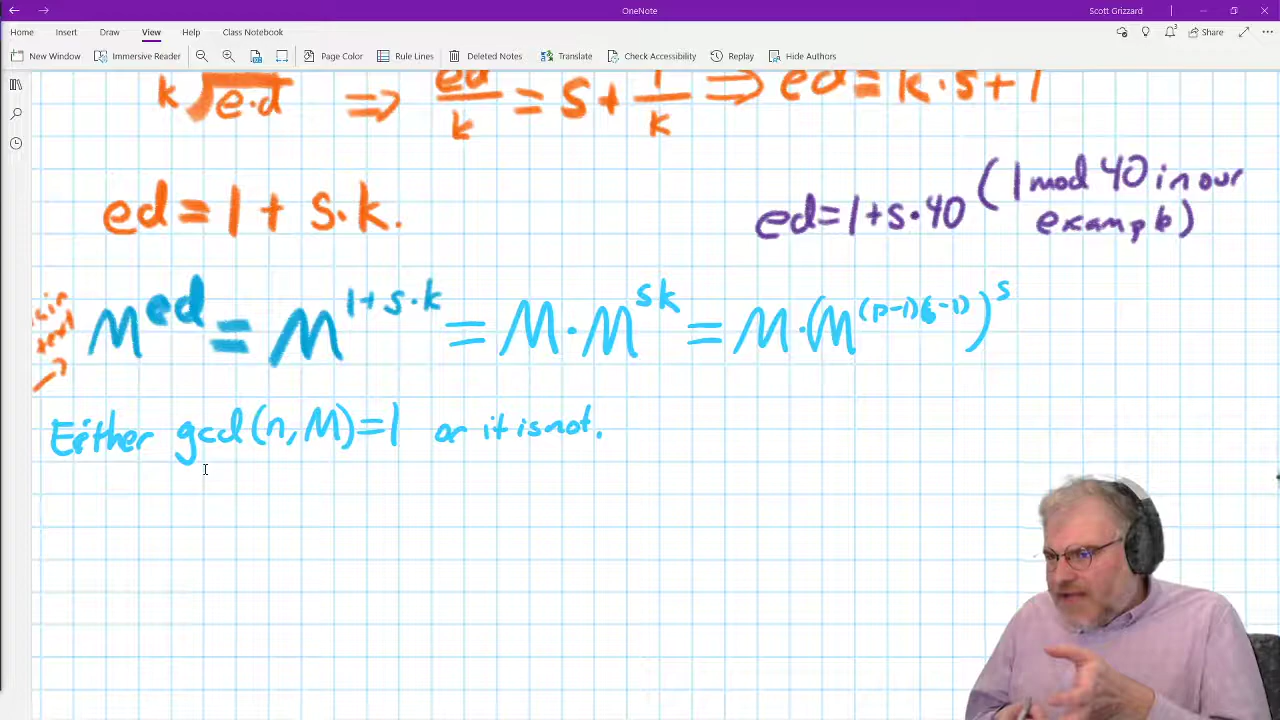 OneNote
Scott Grizzard
Home Insert Draw View Help Class Notebook
Share
New Window Immersive Reader Page Color Rule Lines Deleted Notes Translate Check Accessibility Replay Hide Authors
k √e·d ⇒ ed/k = s + 1/k ⇒ ed = k·s+1
ed = 1 + s·k.
ed=1+s·40 (1 mod 40 in our
example)
M^ed = M^(1+s·k) = M·M^(sk) = M·(M^((p-1)(q-1)))^s
Either gcd(n,M)=1 or it is not.